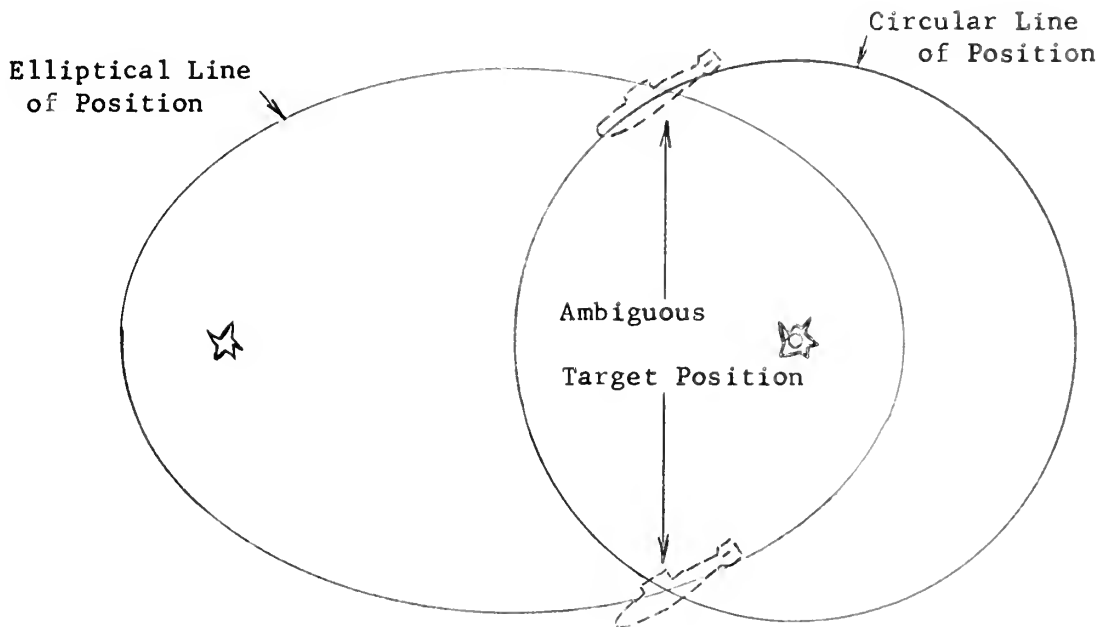 Circular Line
of Position
Elliptical Line
of Position
Ambiguous
Target Position